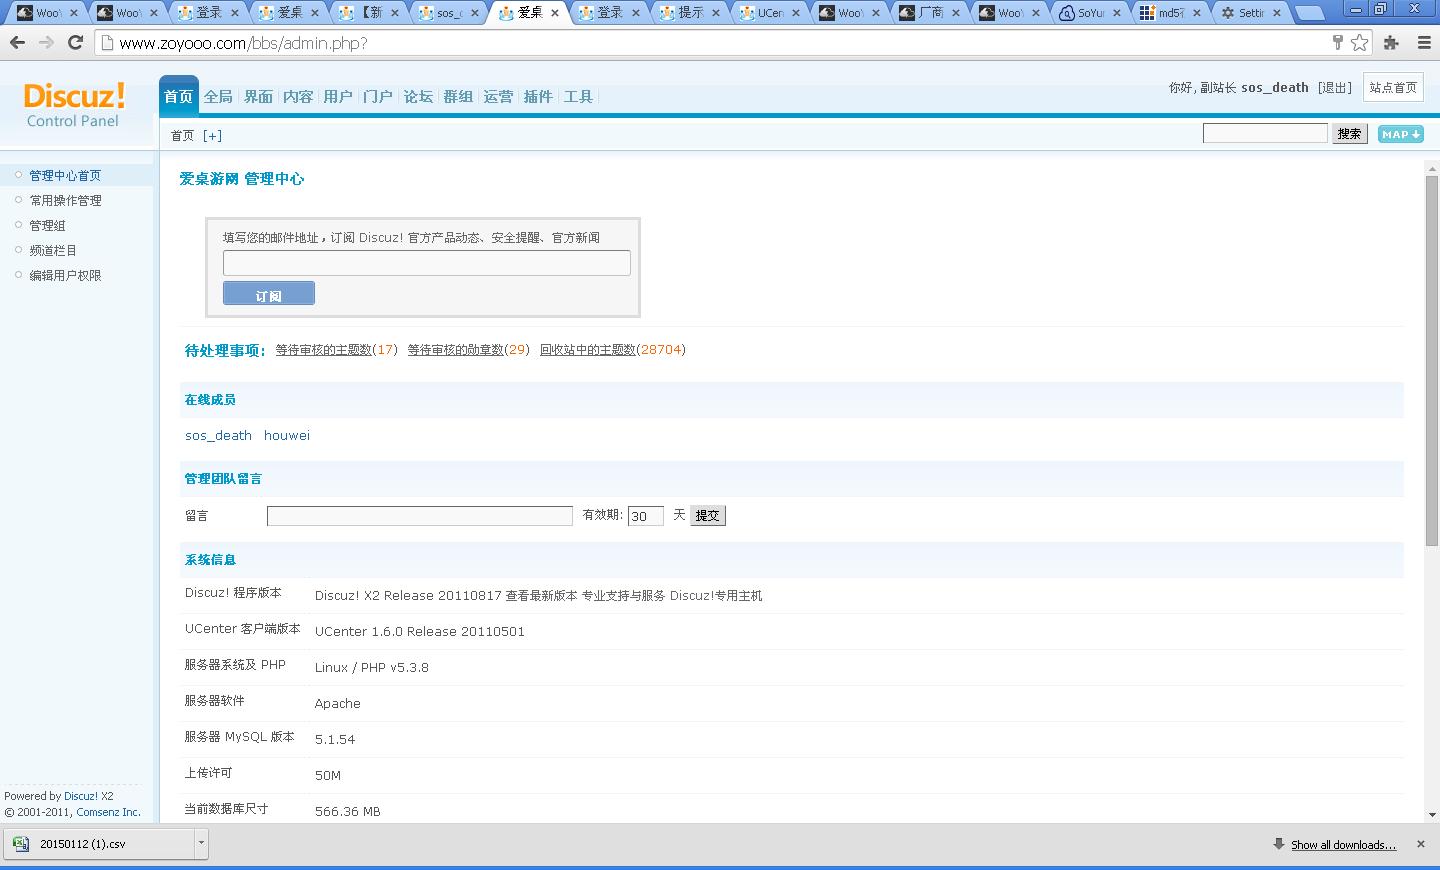 Woo
Woo
登录
爱桌
【新
sos_c
爱桌
登录
提示
UCen
Woo
厂商
Woo
SoYu
md5
Settin
www.zoyooo.com/bbs/admin.php?
Discuz!
Control Panel
首页 全局 界面 内容 用户 门户 论坛 群组 运营 插件 工具
你好, 副站长 sos_death [退出] 站点首页
首页 [+]
搜索 MAP
管理中心首页
常用操作管理
管理组
频道栏目
编辑用户权限
爱桌游网 管理中心
填写您的邮件地址，订阅 Discuz! 官方产品动态、安全提醒、官方新闻
订阅
待处理事项: 等待审核的主题数(17) 等待审核的勋章数(29) 回收站中的主题数(28704)
在线成员
sos_death houwei
管理团队留言
留言 有效期: 30 天 提交
系统信息
Discuz! 程序版本 Discuz! X2 Release 20110817 查看最新版本 专业支持与服务 Discuz!专用主机
UCenter 客户端版本 UCenter 1.6.0 Release 20110501
服务器系统及 PHP Linux / PHP v5.3.8
服务器软件 Apache
服务器 MySQL 版本 5.1.54
上传许可 50M
当前数据库尺寸 566.36 MB
Powered by Discuz! X2
© 2001-2011, Comsenz Inc.
20150112 (1).csv
Show all downloads...